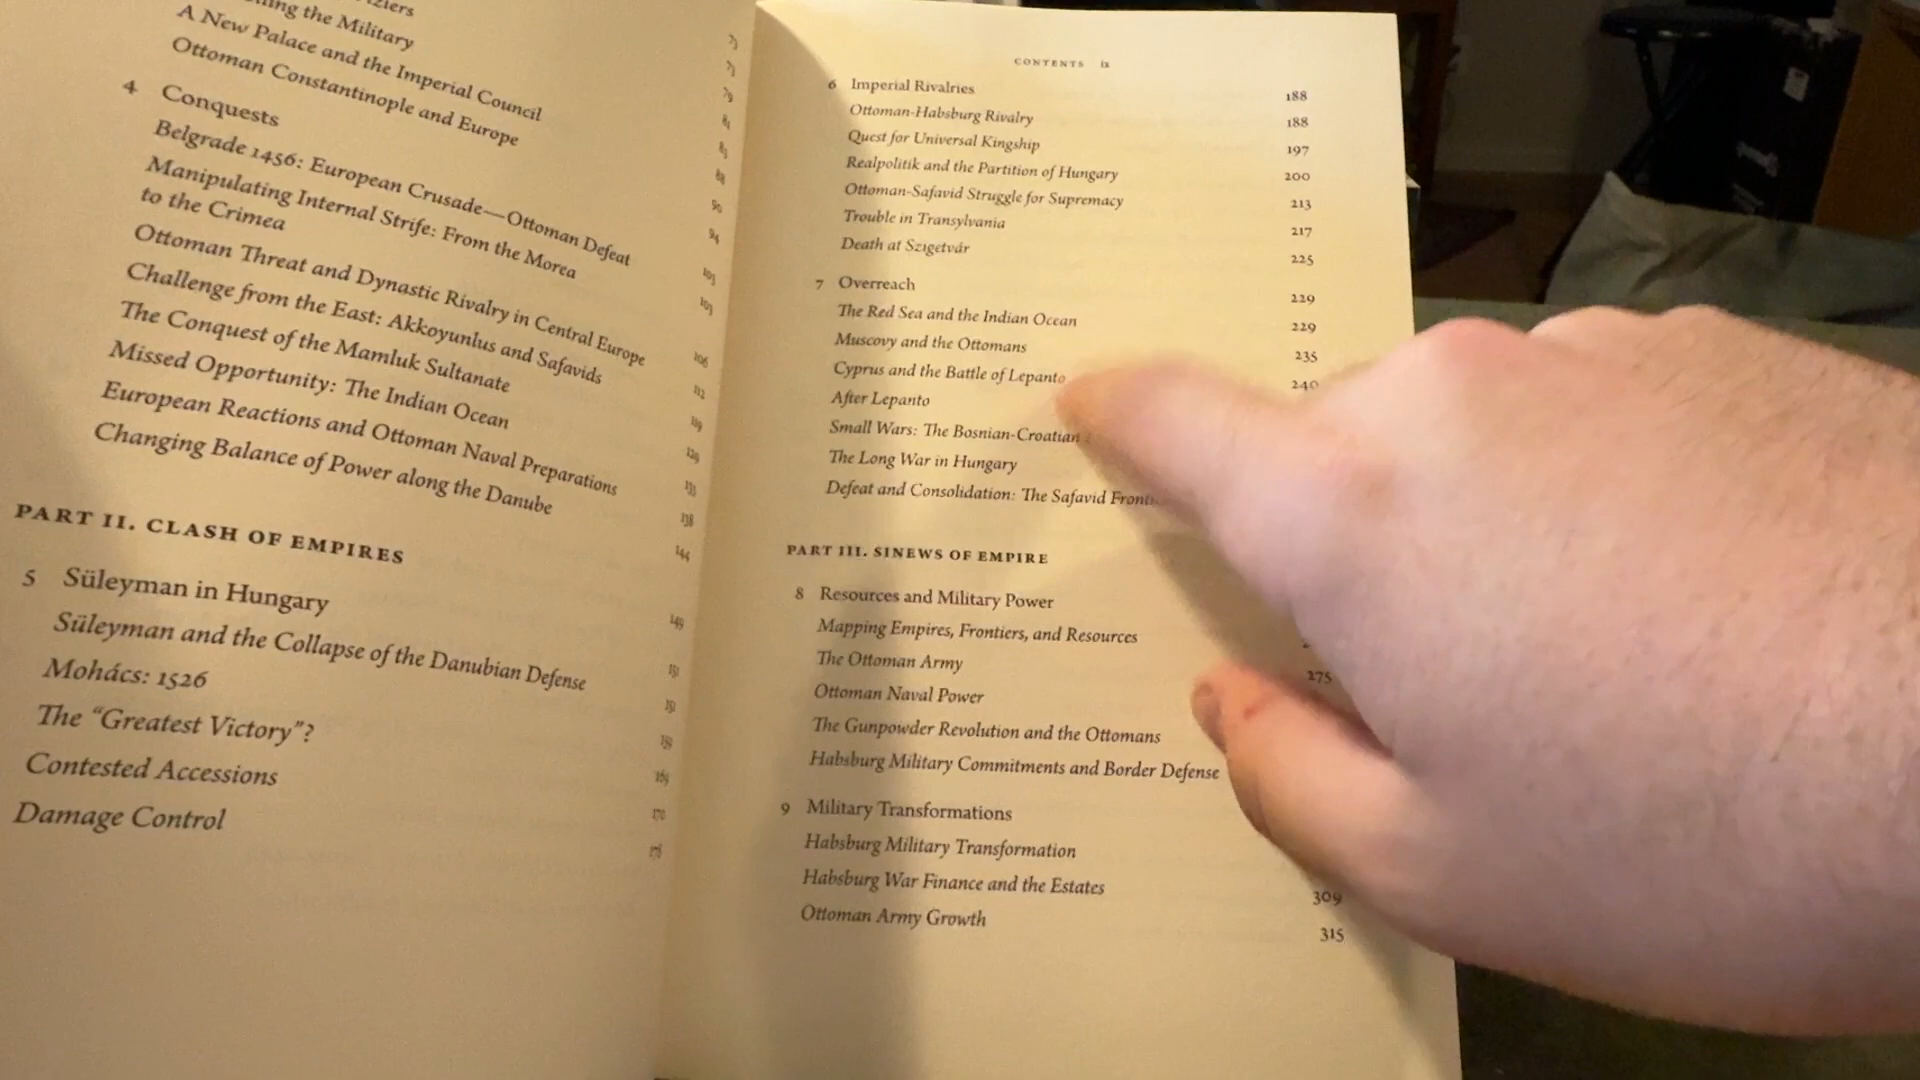 the Military
A New Palace and the Imperial Council 79
Ottoman Constantinople and Europe
4 Conquests
Belgrade 1456: European Crusade—Ottoman Defeat
Manipulating Internal Strife: From the Morea
to the Crimea
Ottoman Threat and Dynastic Rivalry in Central Europe
Challenge from the East: Akkoyunlus and Safavids
The Conquest of the Mamluk Sultanate
Missed Opportunity: The Indian Ocean
European Reactions and Ottoman Naval Preparations
Changing Balance of Power along the Danube
PART II. CLASH OF EMPIRES
5 Süleyman in Hungary
Süleyman and the Collapse of the Danubian Defense
Mohács: 1526
The “Greatest Victory”?
Contested Accessions
Damage Control
CONTENTS ix
6 Imperial Rivalries 188
Ottoman-Habsburg Rivalry 188
Quest for Universal Kingship 197
Realpolitik and the Partition of Hungary 200
Ottoman-Safavid Struggle for Supremacy 213
Trouble in Transylvania 217
Death at Szigetvár 225
7 Overreach 229
The Red Sea and the Indian Ocean 229
Muscovy and the Ottomans 235
Cyprus and the Battle of Lepanto 240
After Lepanto
Small Wars: The Bosnian-Croatian
The Long War in Hungary
Defeat and Consolidation: The Safavid
PART III. SINEWS OF EMPIRE
8 Resources and Military Power
Mapping Empires, Frontiers, and Resources
The Ottoman Army 275
Ottoman Naval Power
The Gunpowder Revolution and the Ottomans
Habsburg Military Commitments and Border Defense
9 Military Transformations
Habsburg Military Transformation
Habsburg War Finance and the Estates 309
Ottoman Army Growth 315